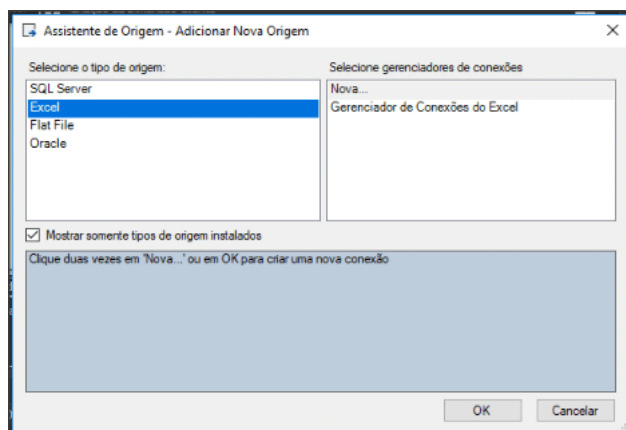 Assistente de Origem - Adicionar Nova Origem
Selecione o tipo de origem:
SQL Server
Excel
Flat File
Oracle
Selecione gerenciadores de conexões
Nova...
Gerenciador de Conexões do Excel
Mostrar somente tipos de origem instalados
Clique duas vezes em 'Nova...' ou em OK para criar uma nova conexão
OK
Cancelar